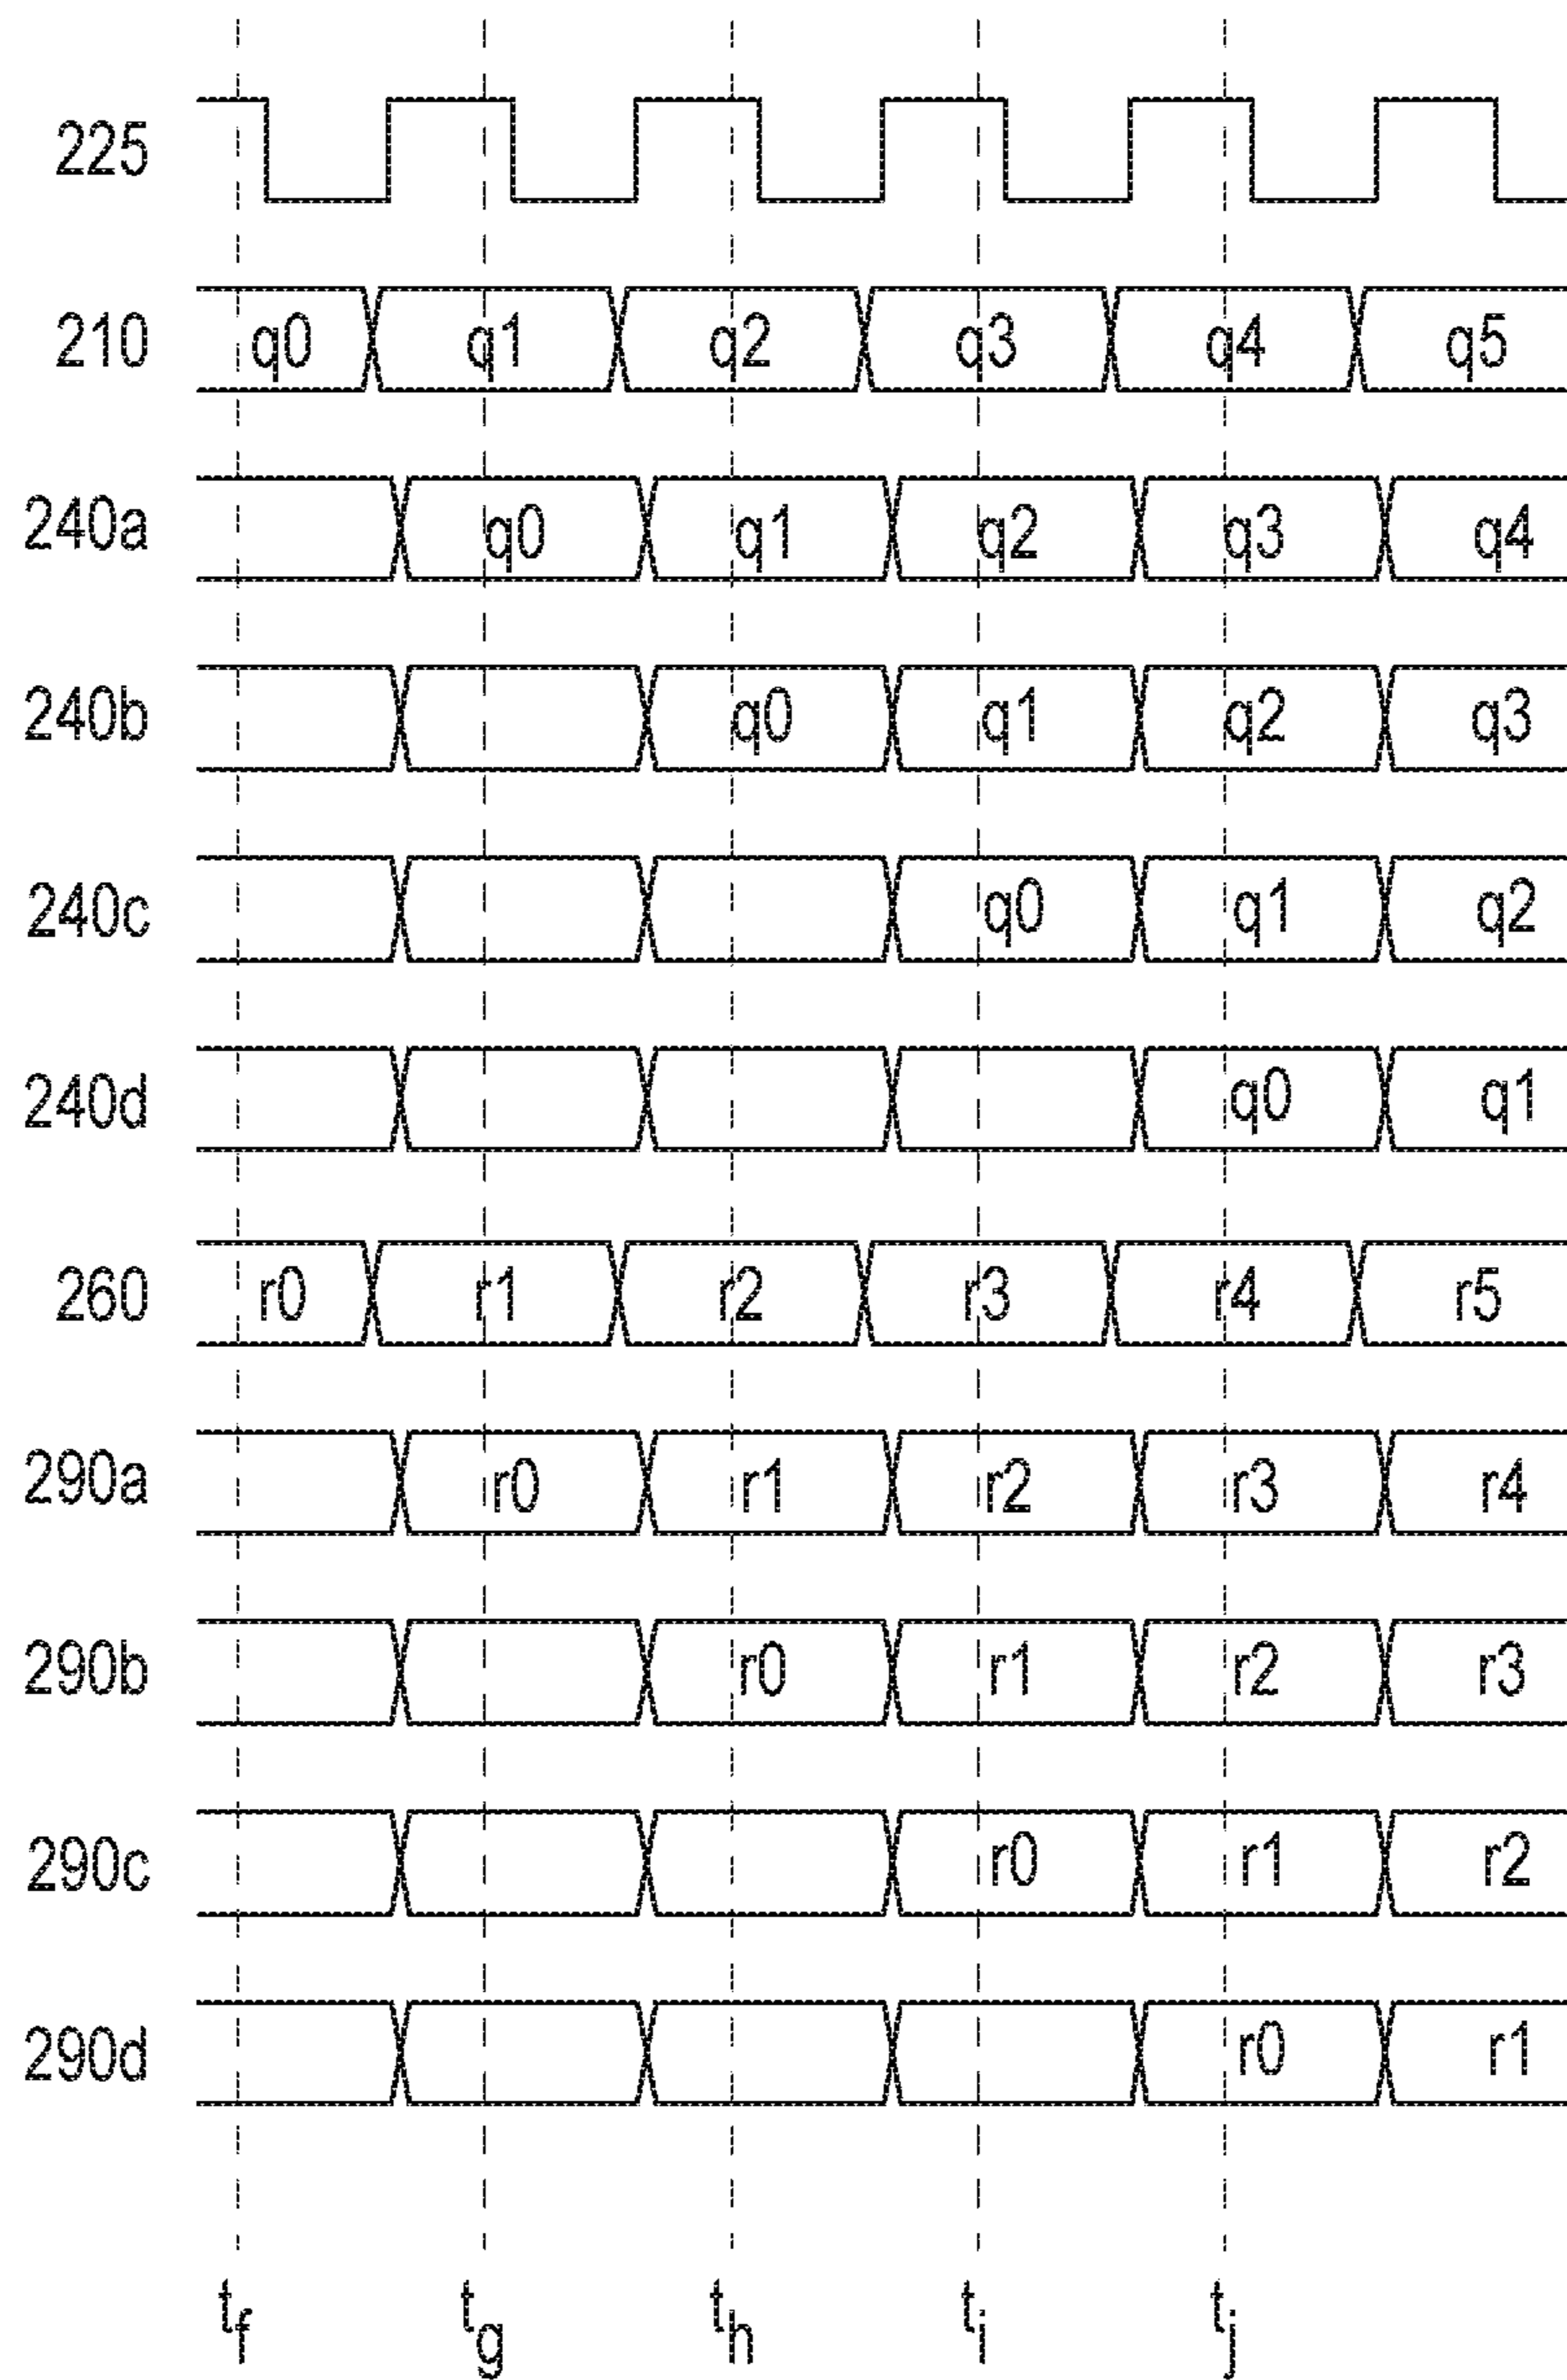 225
210 q0 q1 q2 q3 q4 q5
240a q0 q1 q2 q3 q4
240b q0 q1 q2 q3
240c q0 q1 q2
240d q0 q1
260 r0 r1 r2 r3 r4 r5
290a r0 r1 r2 r3 r4
290b r0 r1 r2 r3
290c r0 r1 r2
290d r0 r1
tf tg th ti tj